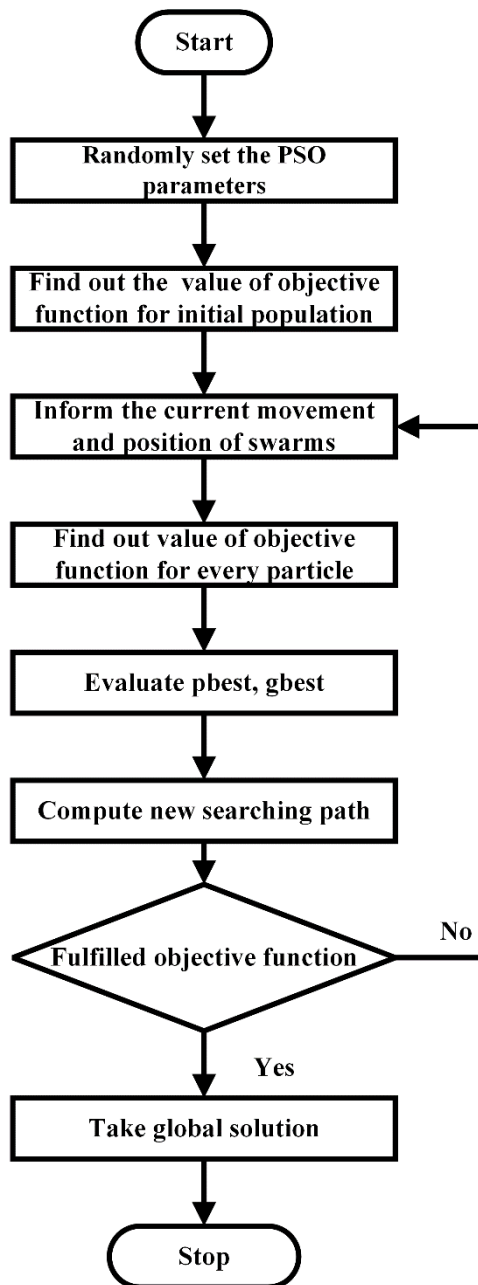 Start
Randomly set the PSO
parameters
Find out the value of objective
function for initial population
Inform the current movement
and position of swarms
Find out value of objective
function for every particle
Evaluate pbest, gbest
Compute new searching path
Fulfilled objective function
No
Yes
Take global solution
Stop